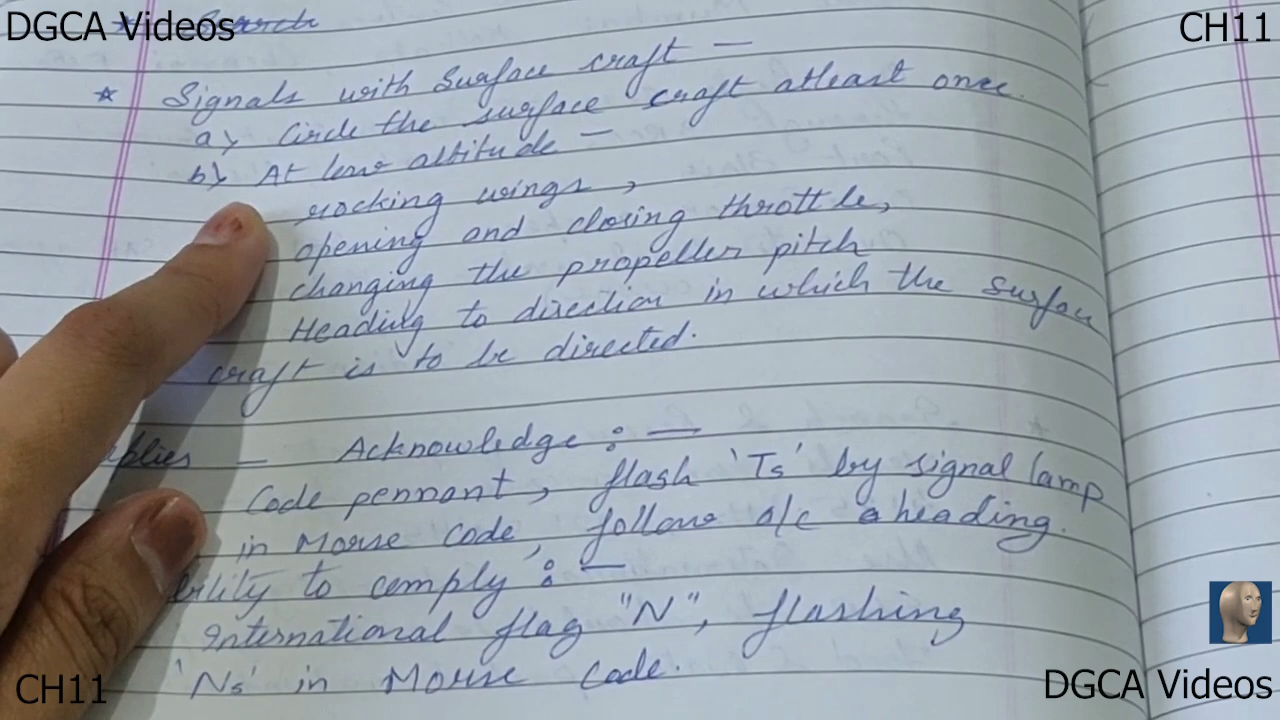 DGCA Videos
CH11
Search
* Signals with Surface craft —
a) Circle the surface craft atleast once.
b) At low altitude —
rocking wings,
opening and closing throttle,
changing the propeller pitch
Heading to direction in which the surface
craft is to be directed.
— Acknowledge : —
Code pennant, flash 'Ts' by signal lamp
in Morse Code, follow a/c heading.
to comply : —
International flag "N", flashing
'Ns' in Morse Code.
CH11
DGCA Videos